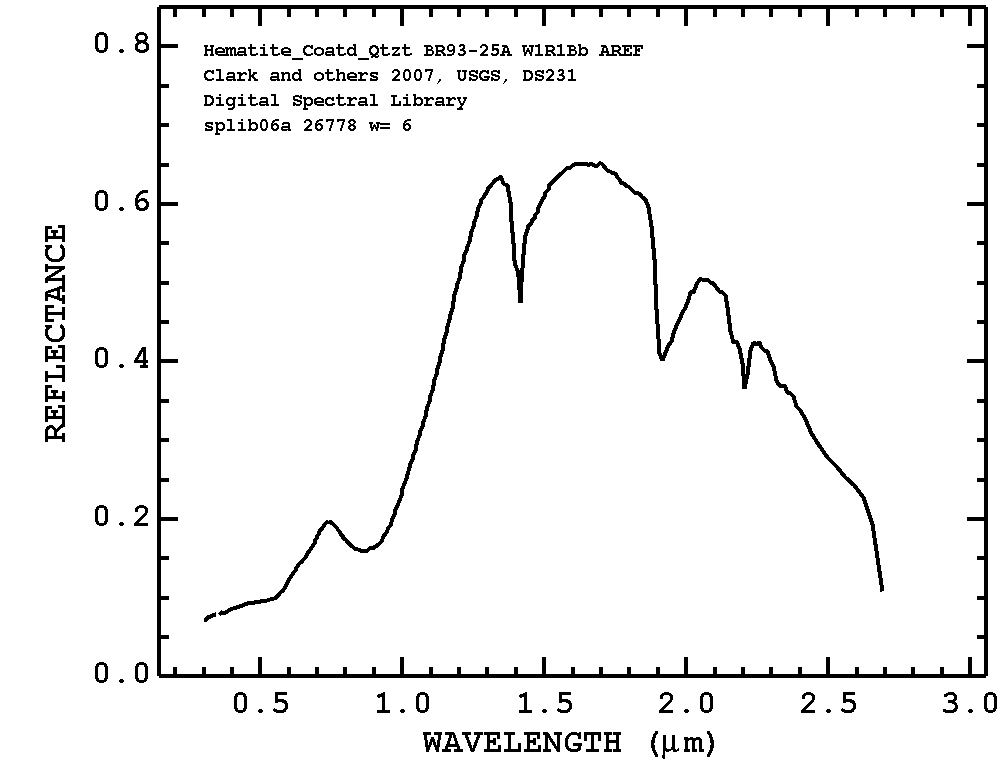 0.8
Hematite_Coatd_Qtzt BR93-25A W1R1Bb AREF
Clark and others 2007, USGS, DS231
Digital Spectral Library
splib06a 26778 w= 6
0.6
REFLECTANCE
0.4
0.2
0.0
0.5 1.0 1.5 2.0 2.5 3.0
WAVELENGTH (μm)